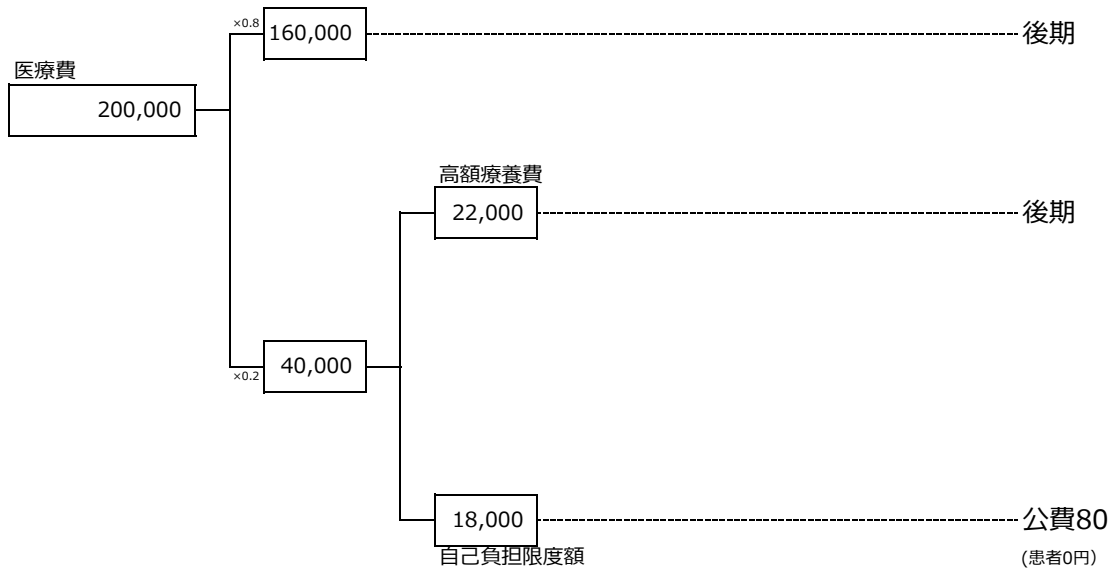 ×0.8
160,000
後期
医療費
200,000
高額療養費
22,000
後期
×0.2
40,000
18,000
公費80
自己負担限度額
(患者0円）